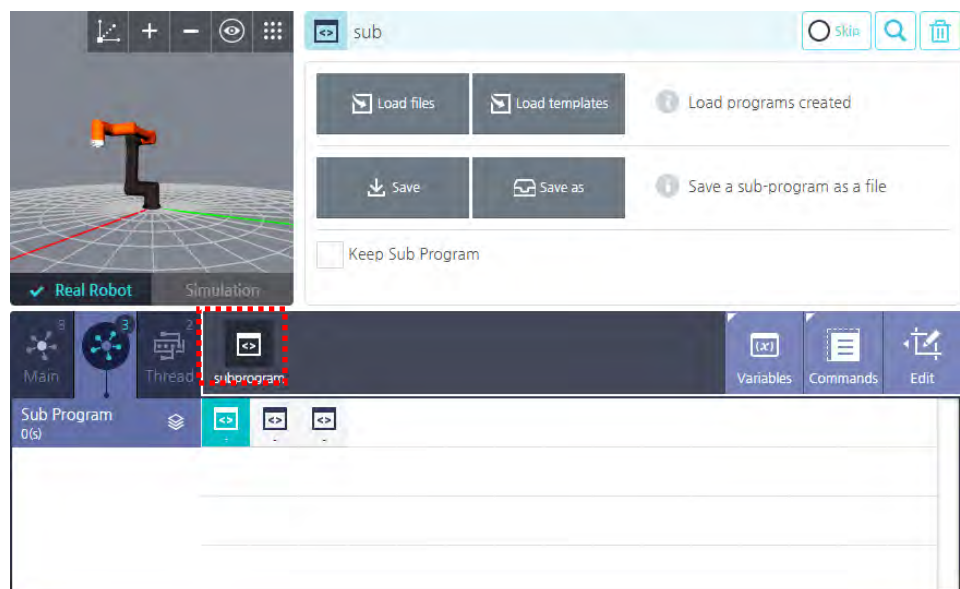 sub
Skip
Load files
Load templates
Load programs created
Save
Save as
Save a sub-program as a file
Keep Sub Program
Real Robot
Simulation
8
3
2
Main
Thread
subprogram
(x)
Variables
Commands
Edit
Sub Program
0(s)
- - -